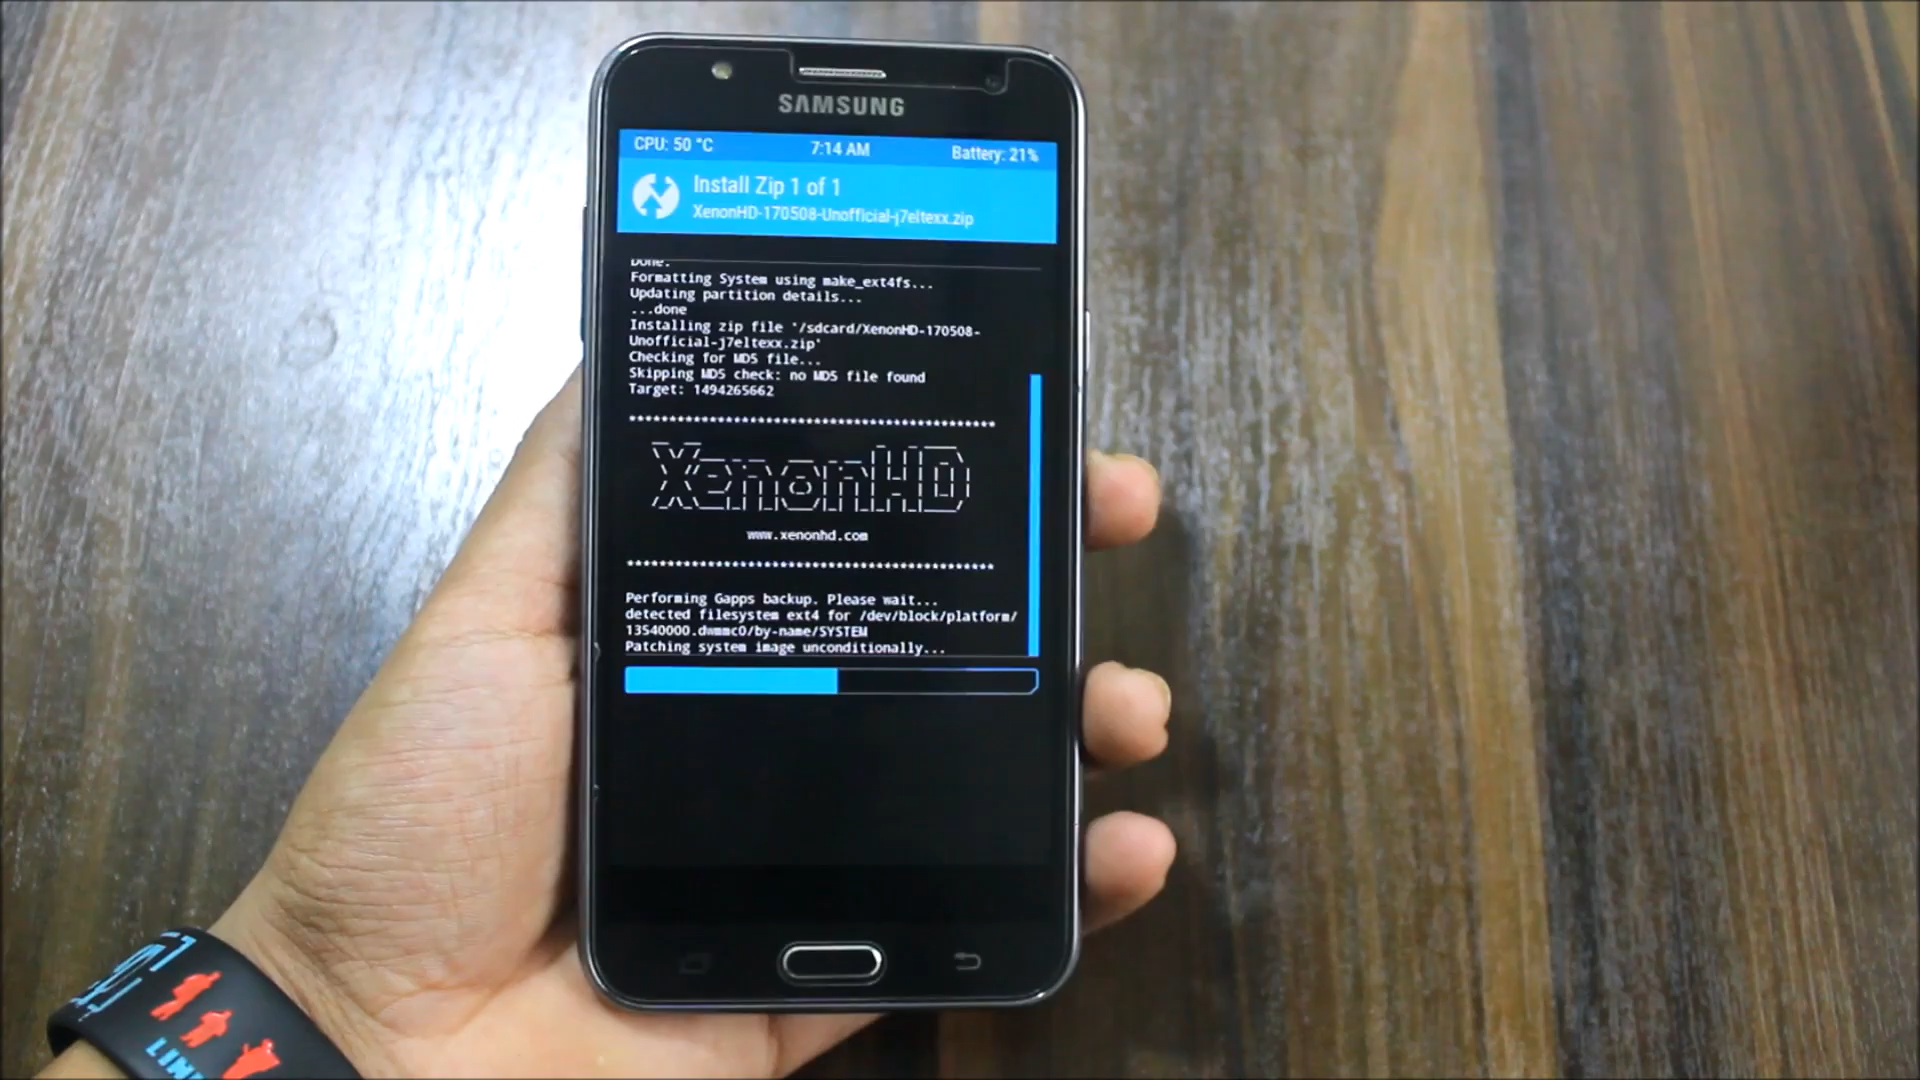 SAMSUNG
CPU: 50 °C 7:14 AM Battery: 21%
Install Zip 1 of 1
XenonHD-170508-Unofficial-j7eltexx.zip
Done.
Formatting System using make_ext4fs...
Updating partition details...
...done
Installing zip file '/sdcard/XenonHD-170508-
Unofficial-j7eltexx.zip'
Checking for MD5 file...
Skipping MD5 check: no MD5 file found
Target: 1494265662
XenonHD
www.xenonhd.com
Performing Gapps backup. Please wait...
detected filesystem ext4 for /dev/block/platform/
13540000.dwmmc0/by-name/SYSTEM
Patching system image unconditionally...